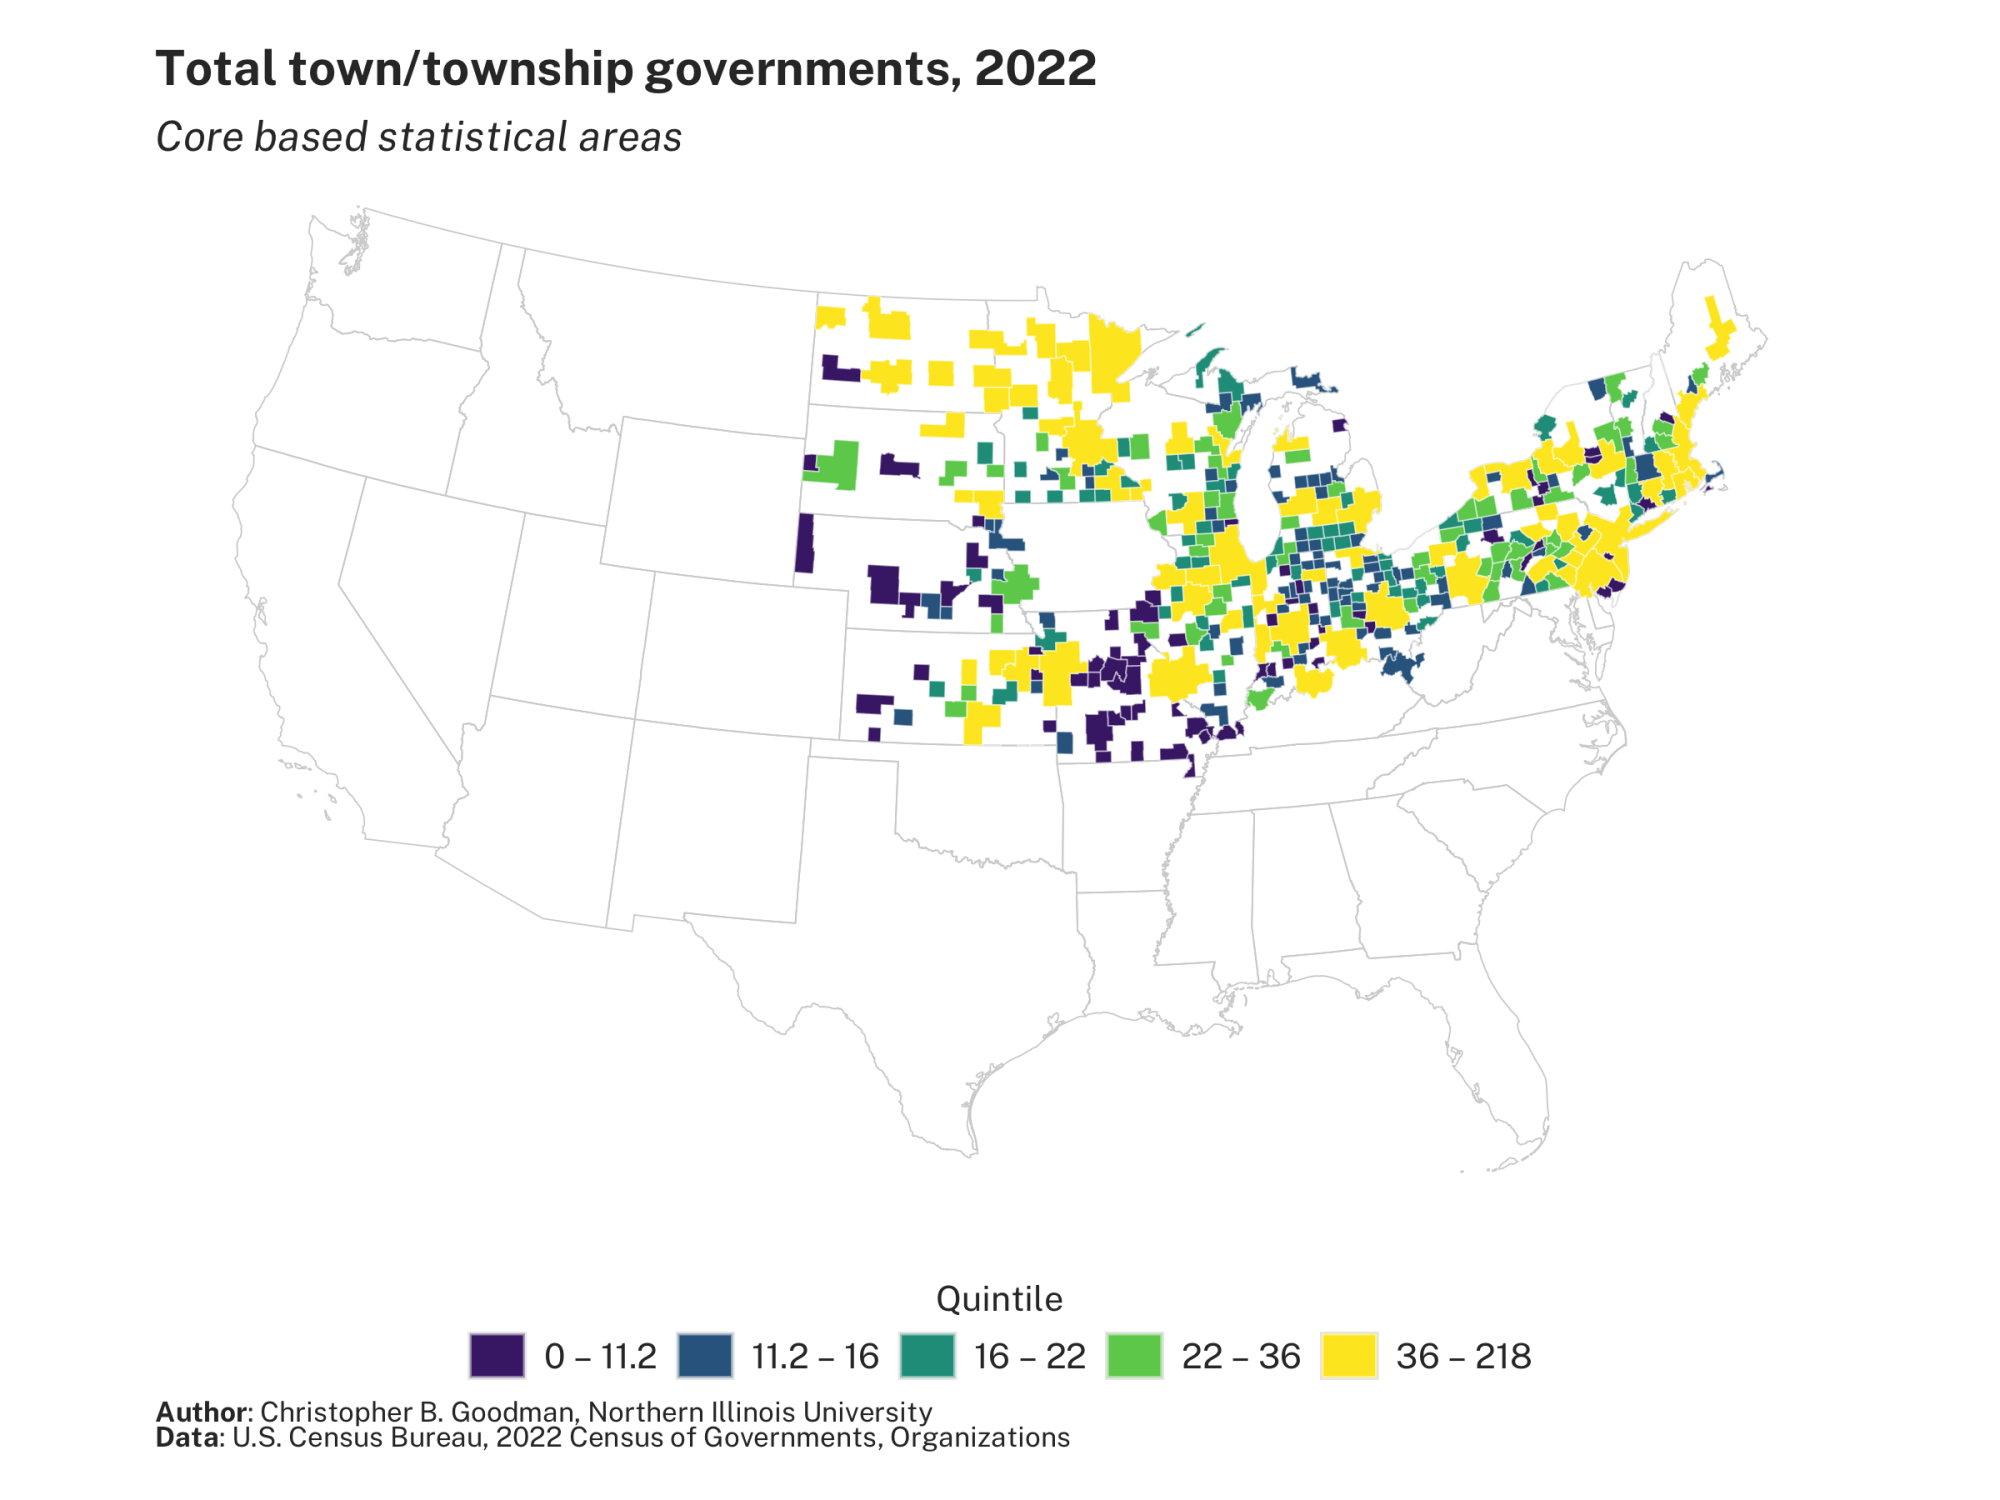 Total town/township governments, 2022
Core based statistical areas
Quintile
0 – 11.2 11.2 – 16 16 – 22 22 – 36 36 – 218
Author: Christopher B. Goodman, Northern Illinois University
Data: U.S. Census Bureau, 2022 Census of Governments, Organizations